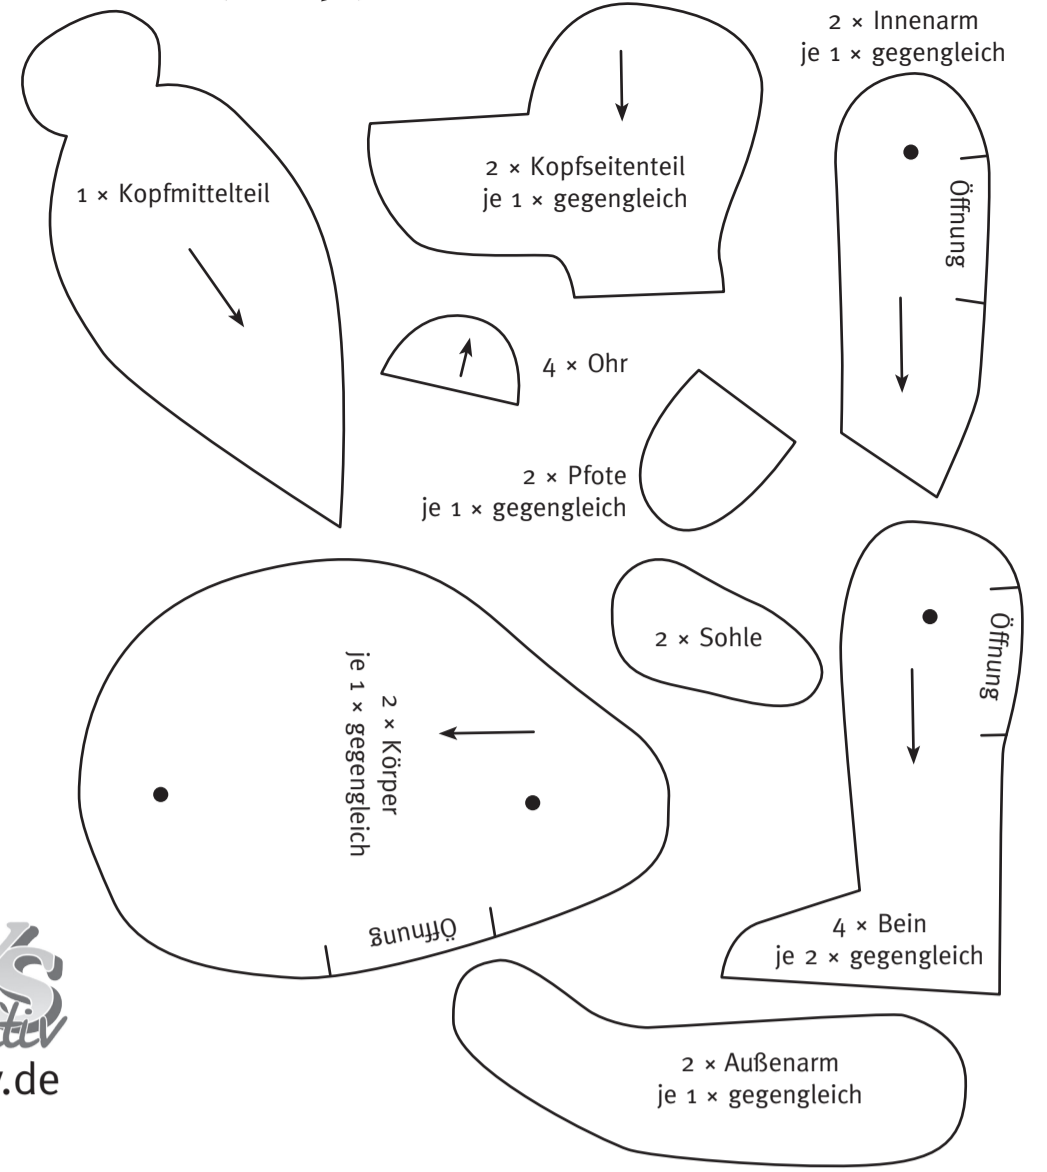 2 × Innenarm
je 1 × gegengleich
1 × Kopfmittelteil
2 × Kopfseitenteil
je 1 × gegengleich
Öffnung
4 × Ohr
2 × Pfote
je 1 × gegengleich
2 × Sohle
Öffnung
2 × Körper
je 1 × gegengleich
Öffnung
4 × Bein
je 2 × gegengleich
2 × Außenarm
je 1 × gegengleich
.de